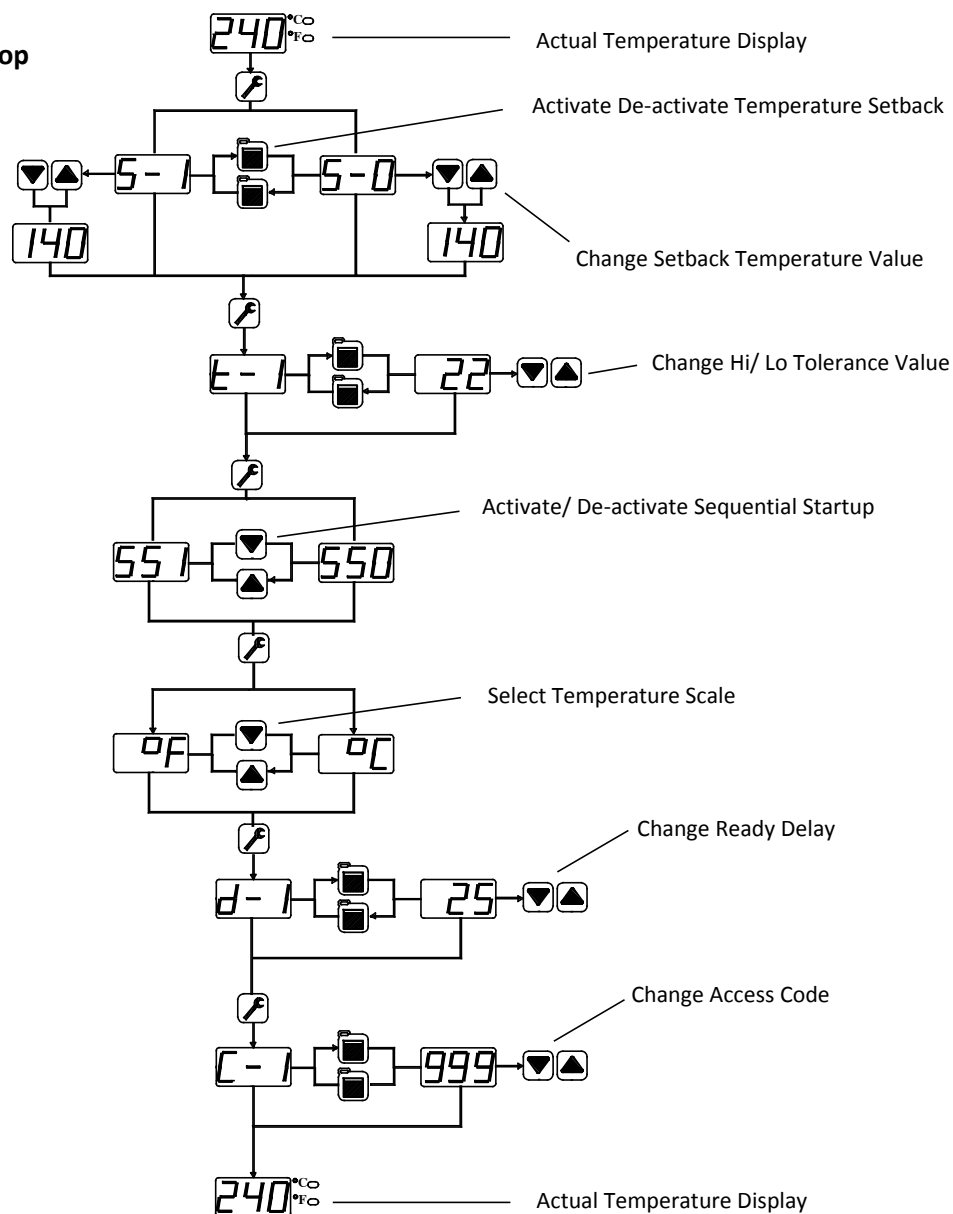 240 °C
°F
Actual Temperature Display
op
Activate De-activate Temperature Setback
S-1 S-0
140 140
Change Setback Temperature Value
t-1 22
Change Hi/ Lo Tolerance Value
Activate/ De-activate Sequential Startup
SS1 SS0
Select Temperature Scale
°F °C
Change Ready Delay
d-1 25
Change Access Code
C-1 999
240 °C
°F
Actual Temperature Display